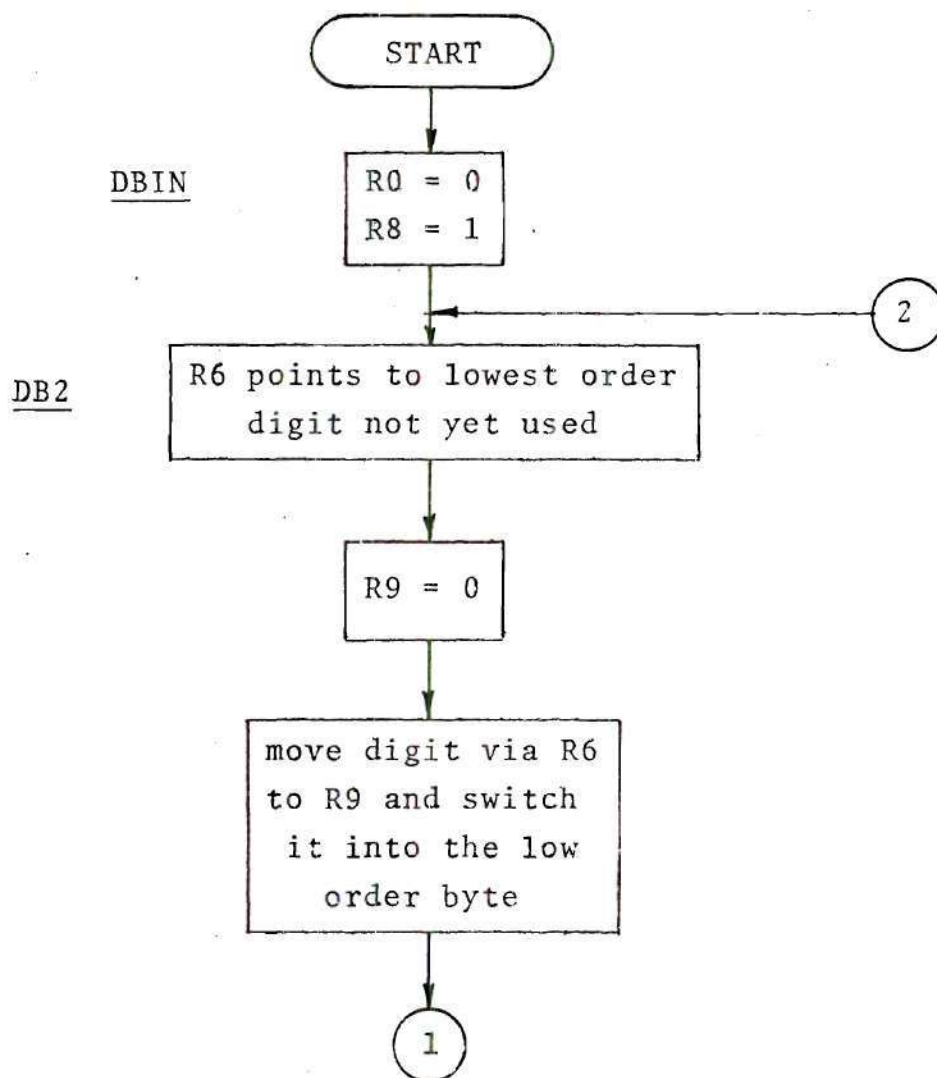 START
DBIN
R0 = 0
R8 = 1
2
DB2
R6 points to lowest order
digit not yet used
R9 = 0
move digit via R6
to R9 and switch
it into the low
order byte
1